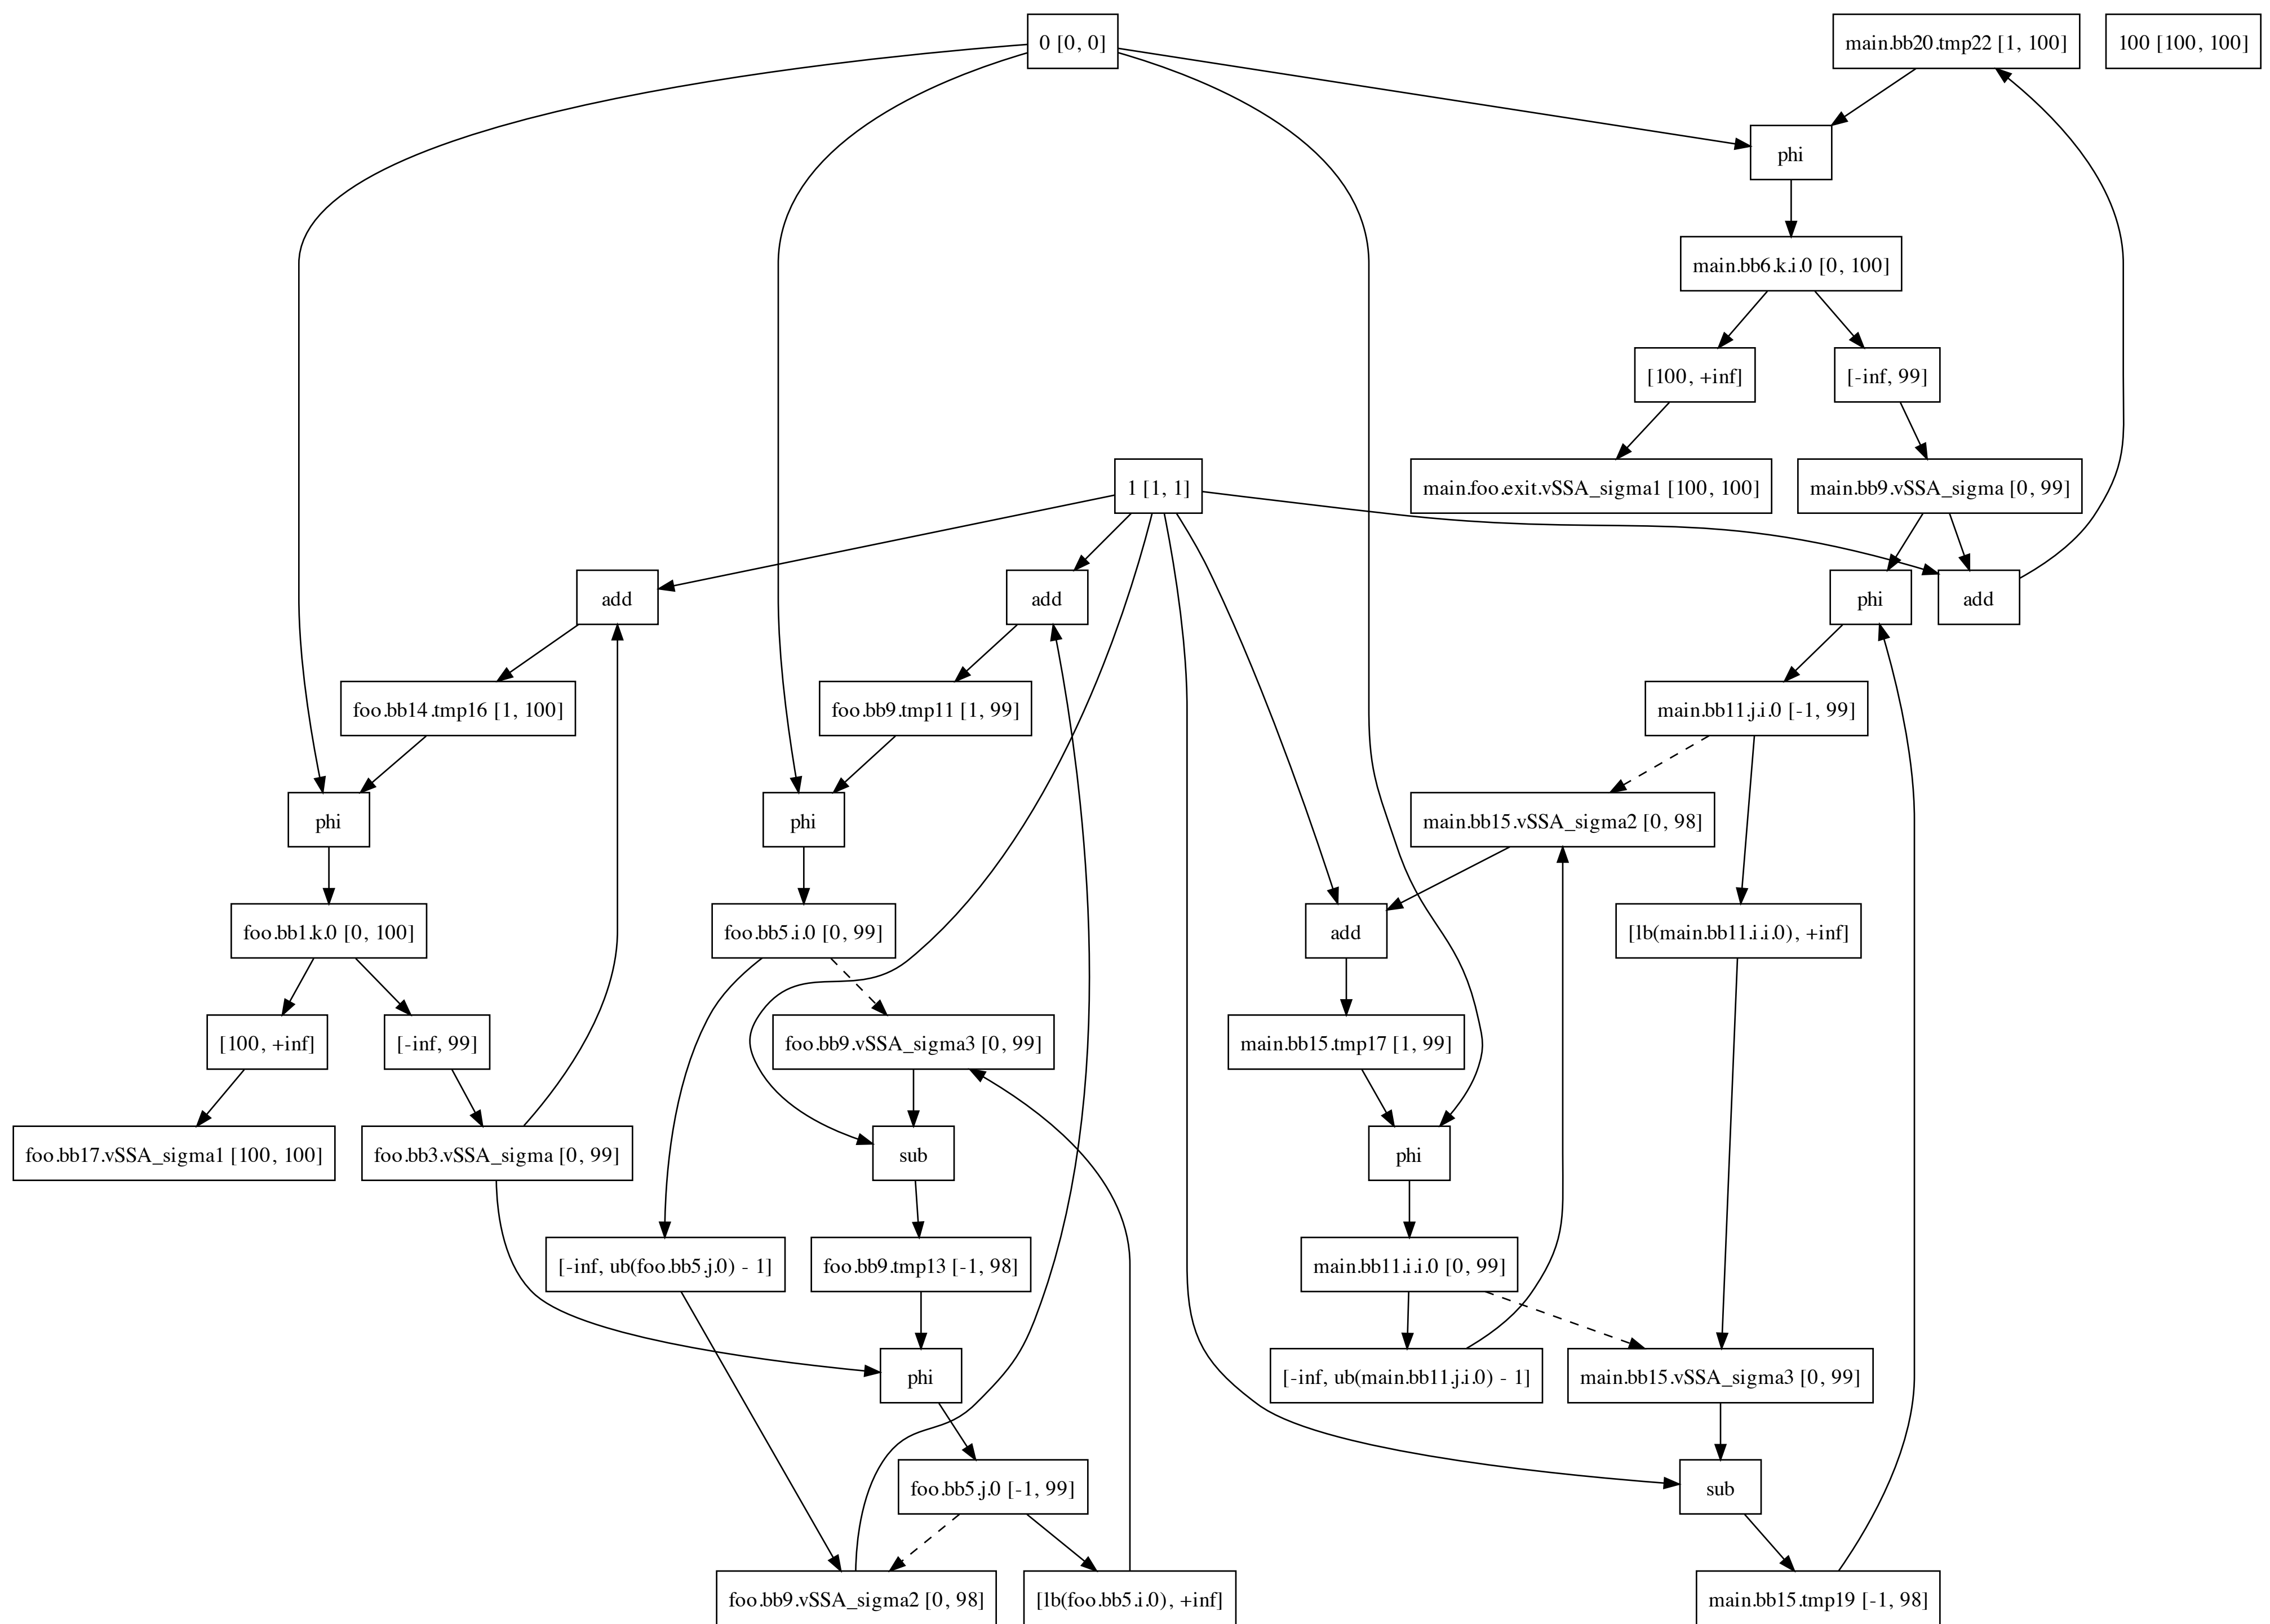 0 [0, 0]
main.bb20.tmp22 [1, 100]
100 [100, 100]
phi
main.bb6.k.i.0 [0, 100]
[100, +inf]
[-inf, 99]
1 [1, 1]
main.foo.exit.vSSA_sigma1 [100, 100]
main.bb9.vSSA_sigma [0, 99]
add
add
phi
add
foo.bb14.tmp16 [1, 100]
foo.bb9.tmp11 [1, 99]
main.bb11.j.i.0 [-1, 99]
phi
phi
main.bb15.vSSA_sigma2 [0, 98]
foo.bb1.k.0 [0, 100]
foo.bb5.i.0 [0, 99]
add
[lb(main.bb11.i.i.0), +inf]
[100, +inf]
[-inf, 99]
foo.bb9.vSSA_sigma3 [0, 99]
main.bb15.tmp17 [1, 99]
foo.bb17.vSSA_sigma1 [100, 100]
foo.bb3.vSSA_sigma [0, 99]
sub
phi
[-inf, ub(foo.bb5.j.0) - 1]
foo.bb9.tmp13 [-1, 98]
main.bb11.i.i.0 [0, 99]
phi
[-inf, ub(main.bb11.j.i.0) - 1]
main.bb15.vSSA_sigma3 [0, 99]
foo.bb5.j.0 [-1, 99]
sub
foo.bb9.vSSA_sigma2 [0, 98]
[lb(foo.bb5.i.0), +inf]
main.bb15.tmp19 [-1, 98]